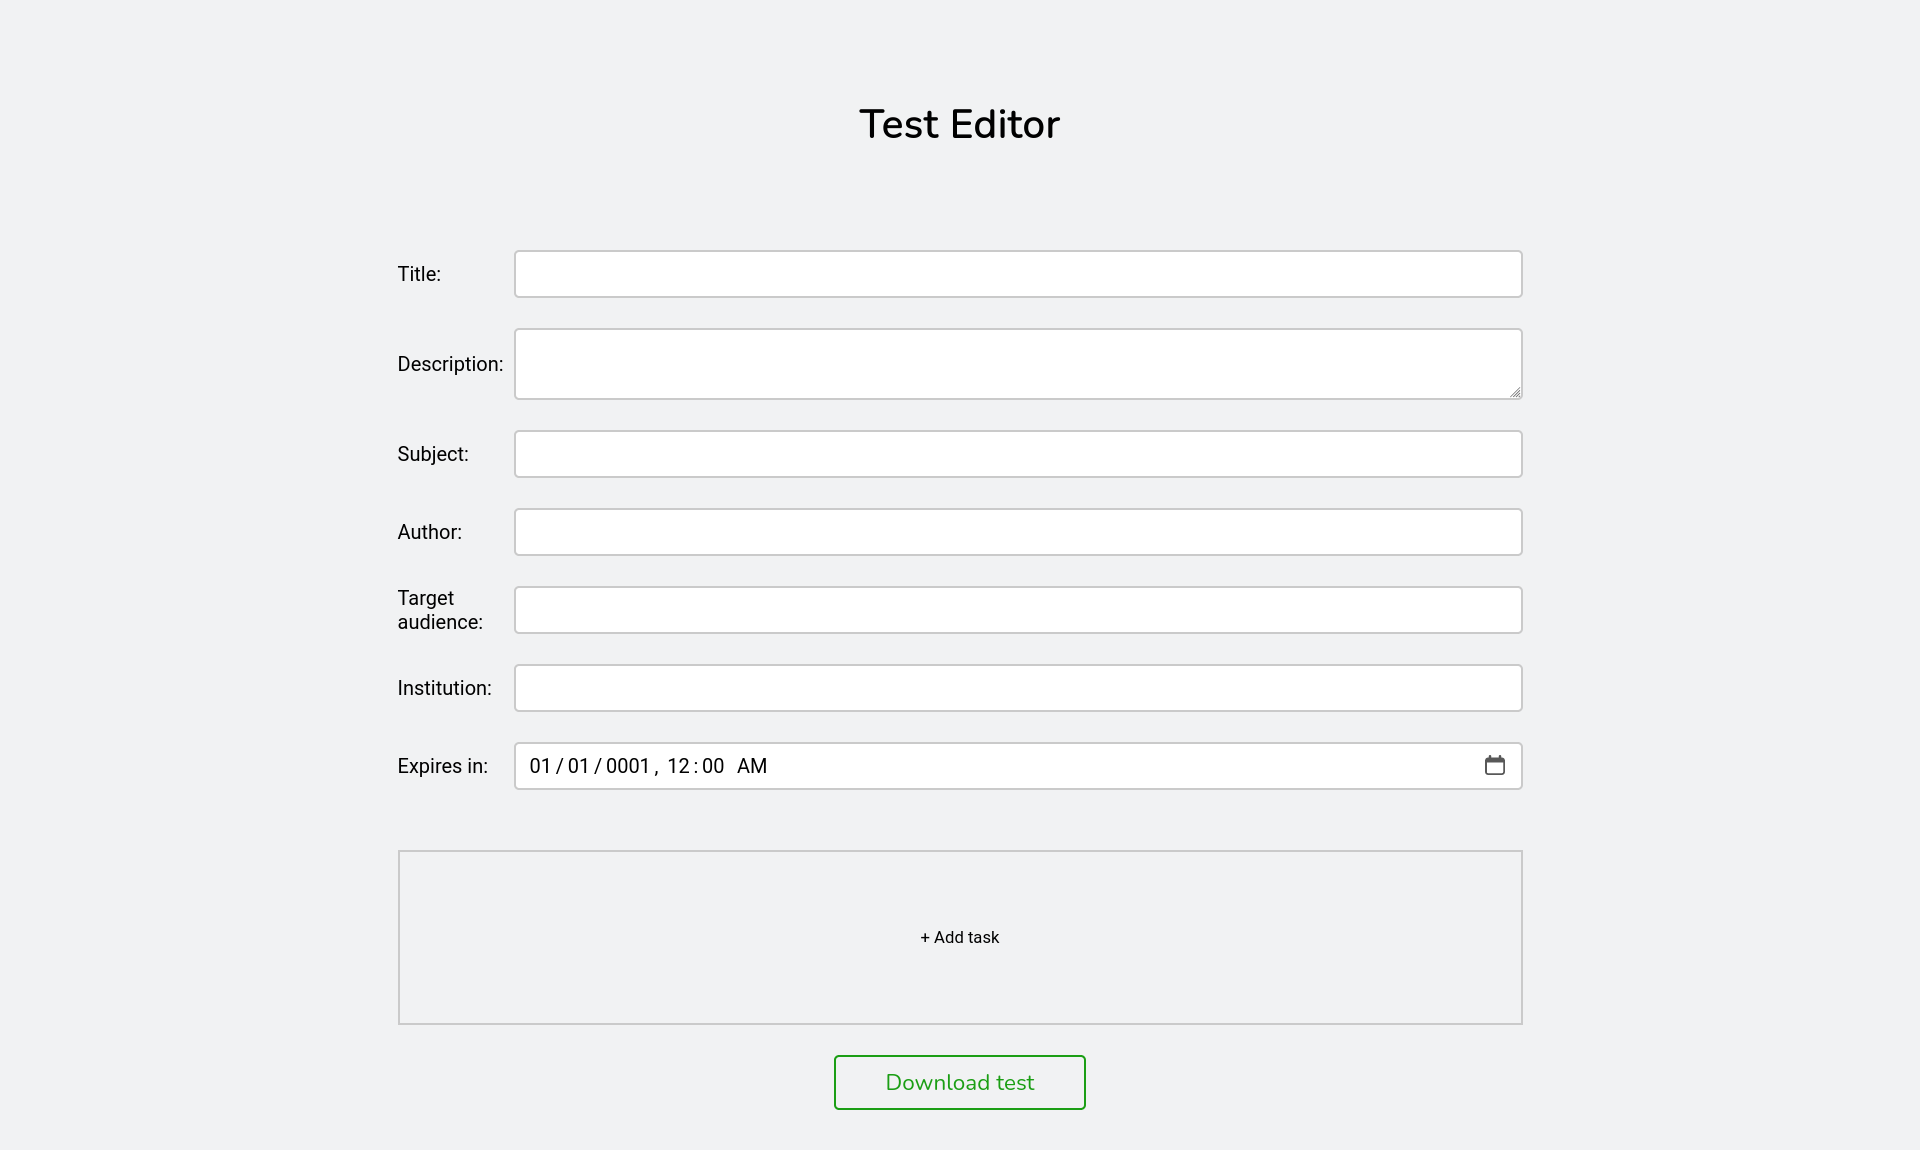 Test Editor
Title:
Description:
Subject:
Author:
Target
audience:
Institution:
Expires in: 01/01/0001, 12:00 AM
+ Add task
Download test